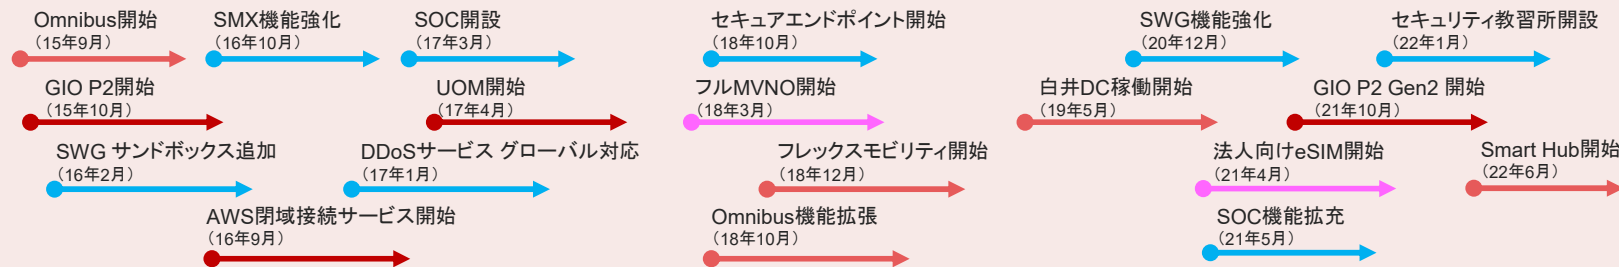 Omnibus開始
（15年9月）
SMX機能強化
（16年10月）
SOC開設
（17年3月）
セキュアエンドポイント開始
（18年10月）
SWG機能強化
（20年12月）
セキュリティ教習所開設
（22年1月）
GIO P2開始
（15年10月）
UOM開始
（17年4月）
フルMVNO開始
（18年3月）
白井DC稼働開始
（19年5月）
GIO P2 Gen2 開始
（21年10月）
SWG サンドボックス追加
（16年2月）
DDoSサービス グローバル対応
（17年1月）
フレックスモビリティ開始
（18年12月）
法人向けeSIM開始
（21年4月）
Smart Hub開始
（22年6月）
AWS閉域接続サービス開始
（16年9月）
Omnibus機能拡張
（18年10月）
SOC機能拡充
（21年5月）